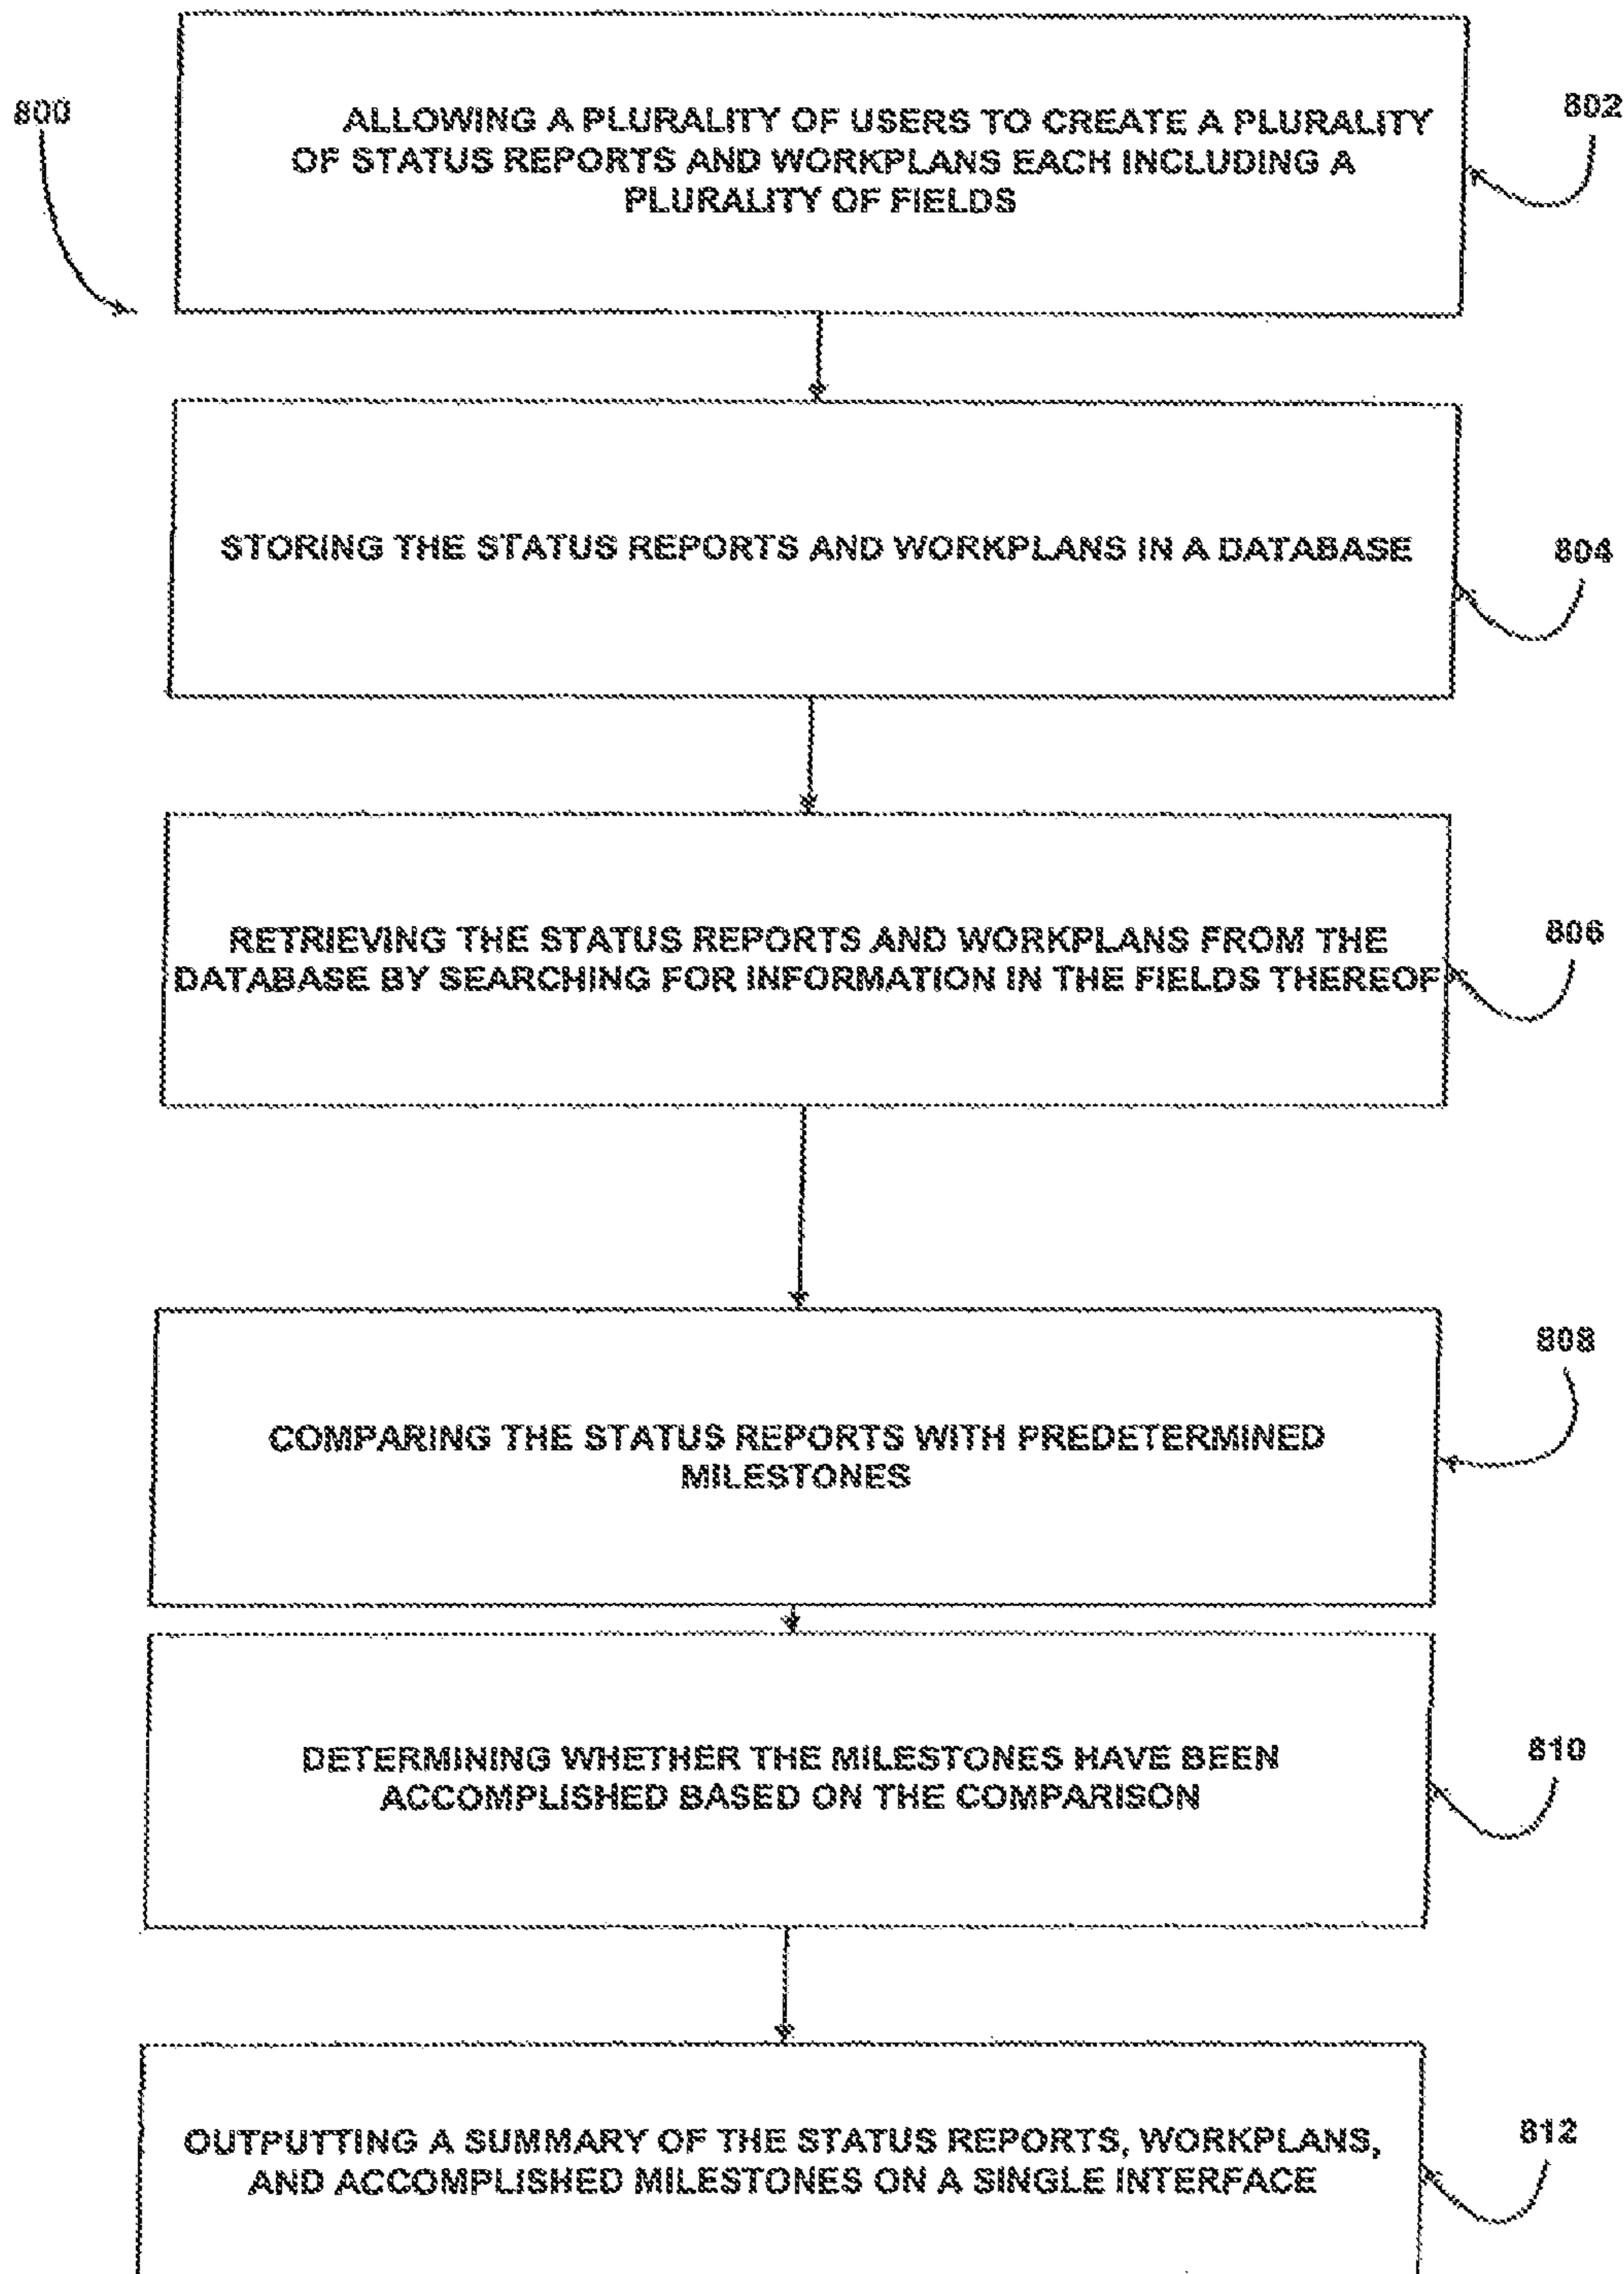 800
802
ALLOWING A PLURALITY OF USERS TO CREATE A PLURALITY
OF STATUS REPORTS AND WORKPLANS EACH INCLUDING A
PLURALITY OF FIELDS
STORING THE STATUS REPORTS AND WORKPLANS IN A DATABASE
804
RETRIEVING THE STATUS REPORTS AND WORKPLANS FROM THE
DATABASE BY SEARCHING FOR INFORMATION IN THE FIELDS THEREOF
806
808
COMPARING THE STATUS REPORTS WITH PREDETERMINED
MILESTONES
DETERMINING WHETHER THE MILESTONES HAVE BEEN
ACCOMPLISHED BASED ON THE COMPARISON
810
OUTPUTTING A SUMMARY OF THE STATUS REPORTS, WORKPLANS,
AND ACCOMPLISHED MILESTONES ON A SINGLE INTERFACE
812